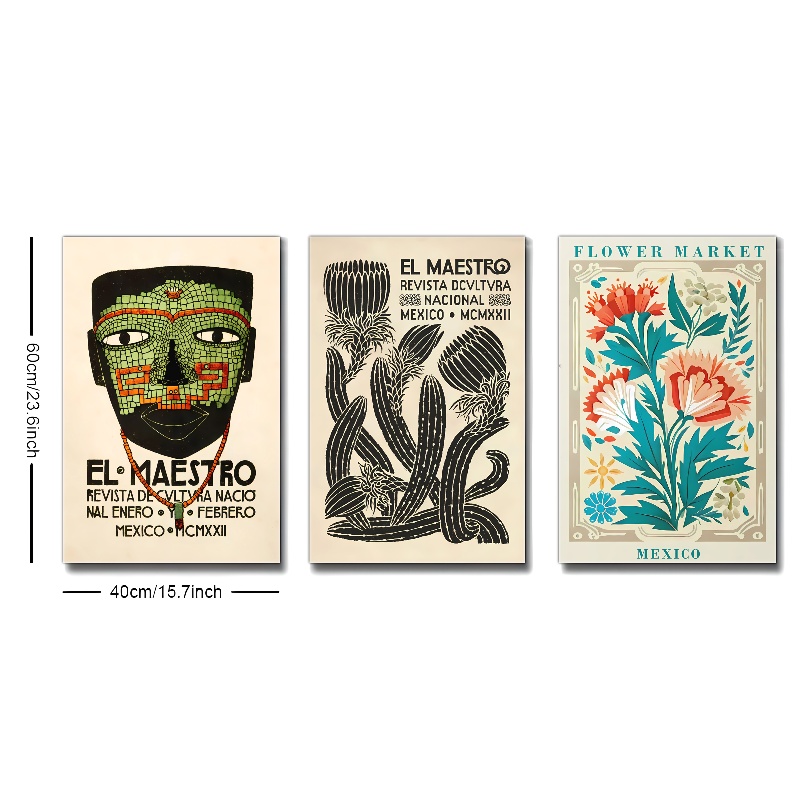 60cm/23.6inch
40cm/15.7inch
EL• MAESTRO
REVISTA DE CVLTVRA NACIO
NAL ENERO • Y • FEBRERO
MEXICO • MCMXXII
EL MAESTRO
REVISTA DCVLTVRA
NACIONAL
MEXICO • MCMXXII
FLOWER MARKET
MEXICO